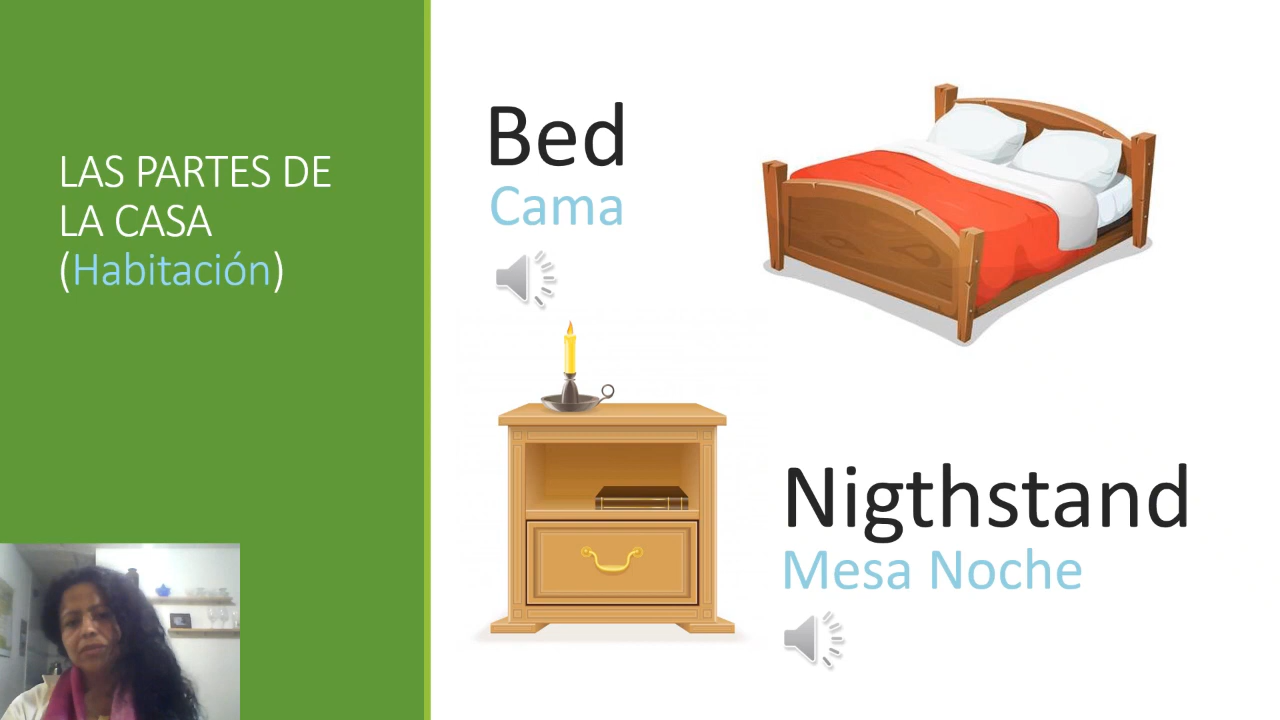 LAS PARTES DE
LA CASA
(Habitación)
Bed
Cama
Nigthstand
Mesa Noche